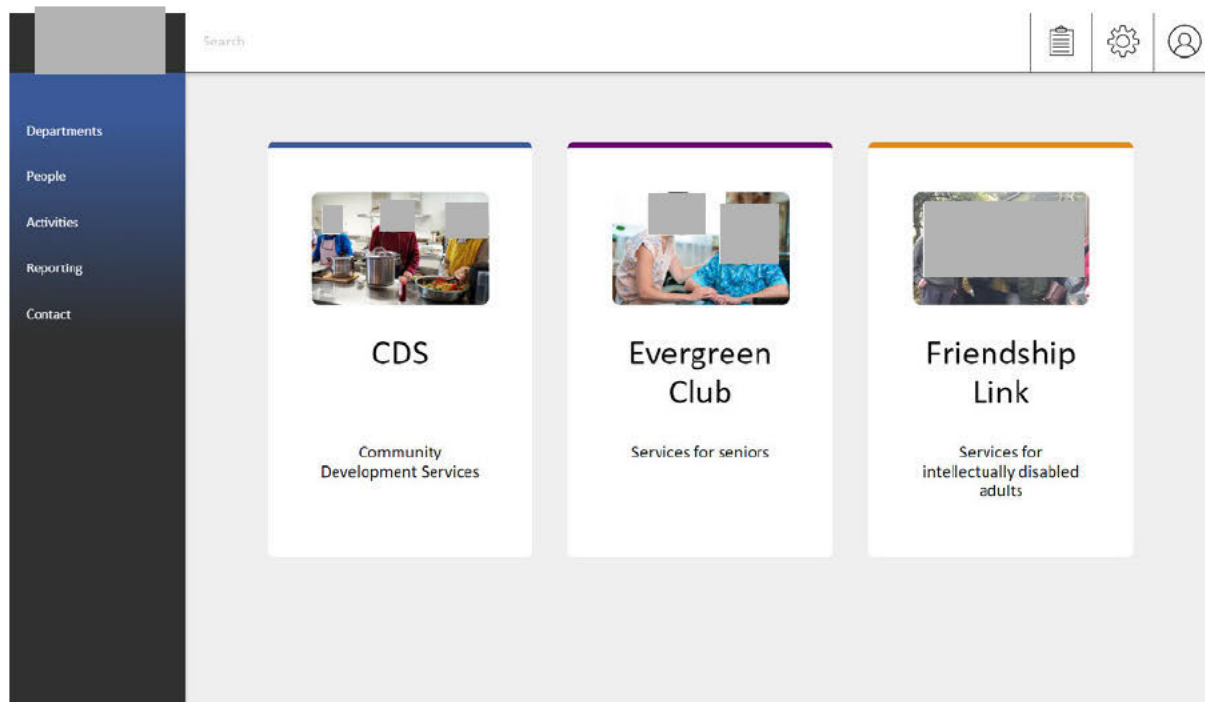 Search
Departments
People
Activities
Reporting
Contact
CDS
Community
Development Services
Evergreen
Club
Services for seniors
Friendship
Link
Services for
intellectually disabled
adults